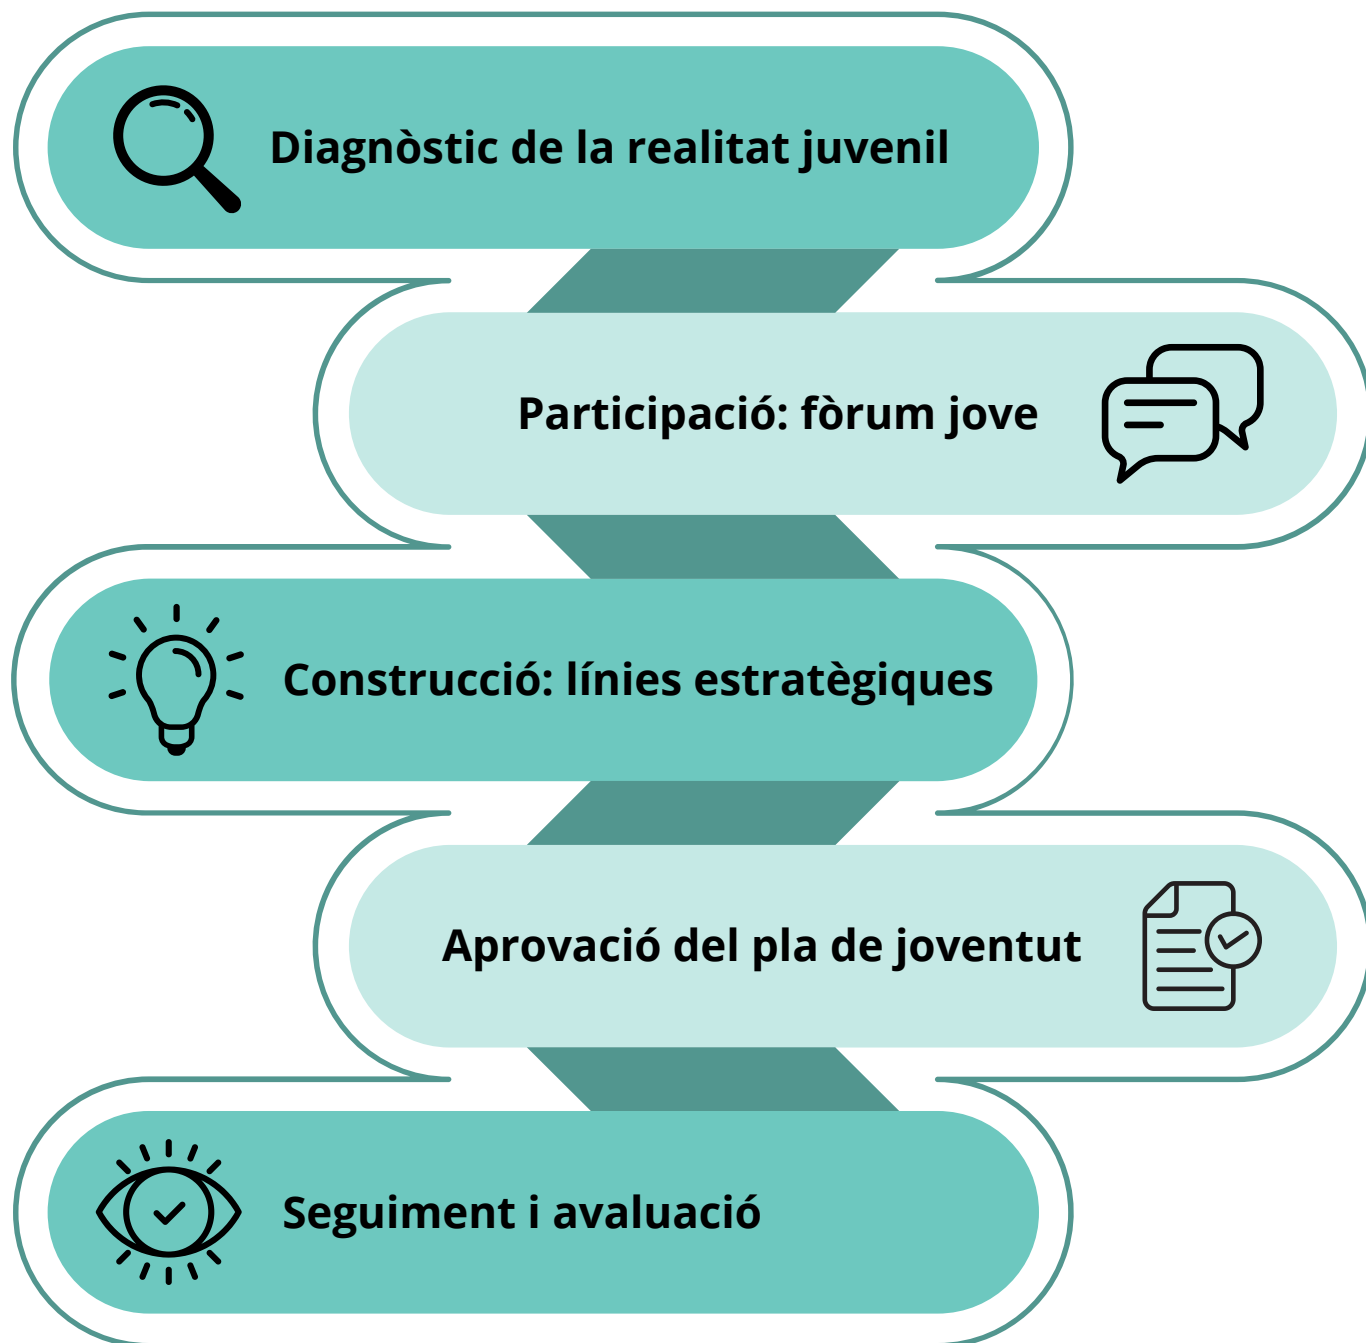 Diagnòstic de la realitat juvenil
Participació: fòrum jove
Construcció: línies estratègiques
Aprovació del pla de joventut
Seguiment i avaluació